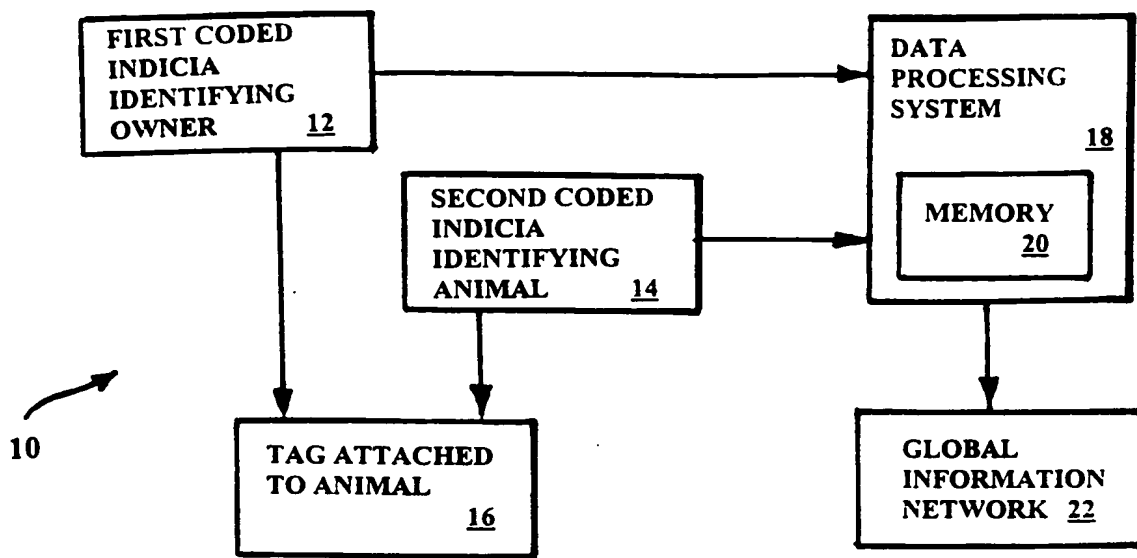 FIRST CODED
INDICIA
IDENTIFYING
OWNER 12
DATA
PROCESSING
SYSTEM
18
MEMORY
20
SECOND CODED
INDICIA
IDENTIFYING
ANIMAL 14
10
TAG ATTACHED
TO ANIMAL
16
GLOBAL
INFORMATION
NETWORK 22